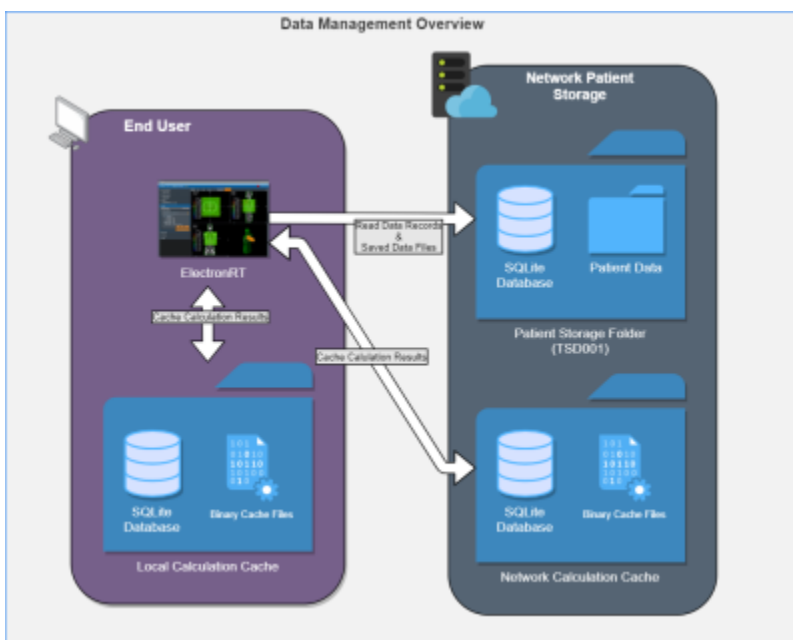 Data Management Overview
Network Patient
Storage
End User
Read Data Records
&
Saved Data Files
SQLite
Database
Patient Data
ElectronRT
Cache Calculation Results
Patient Storage Folder
(TSD001)
Cache Calulation Results
SQLite
Database
Binary Cache Files
Local Calculation Cache
SQLite
Database
Binary Cache Files
Network Calculation Cache